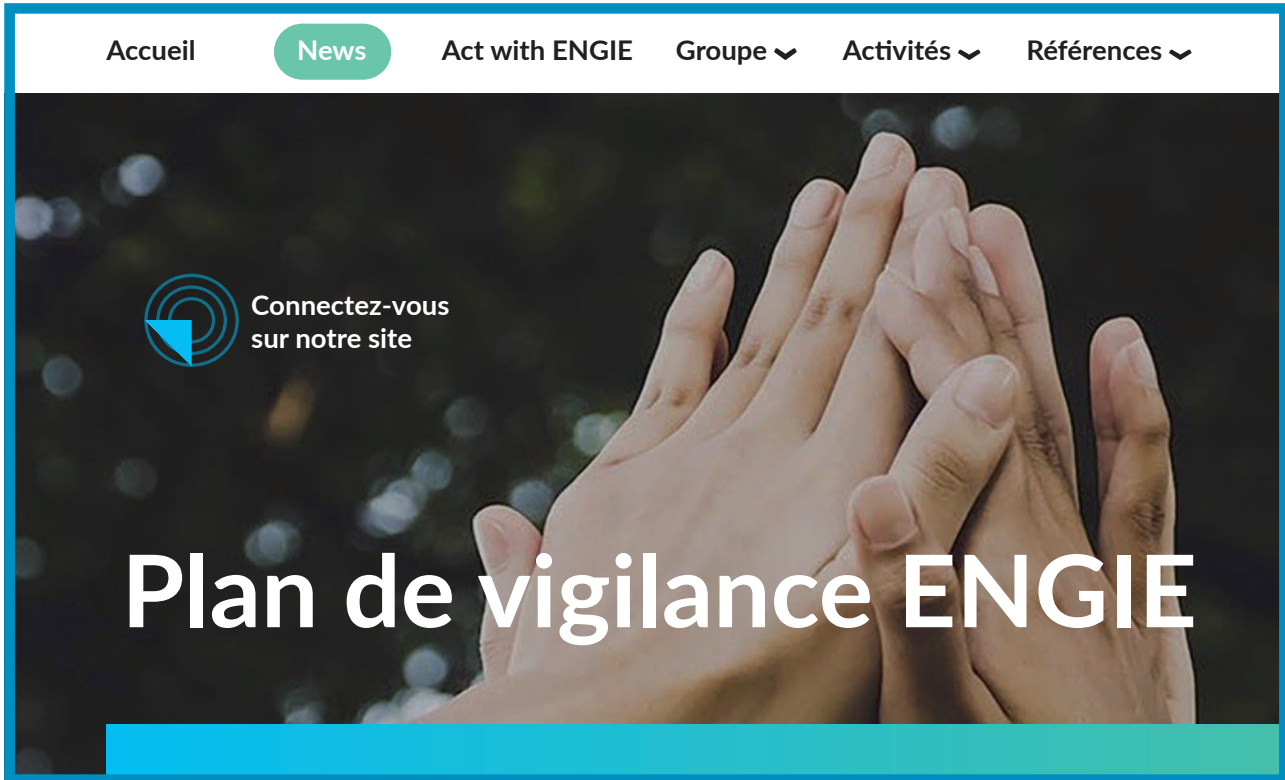 Accueil News Act with ENGIE Groupe Activités Références
Connectez-vous
sur notre site
Plan de vigilance ENGIE